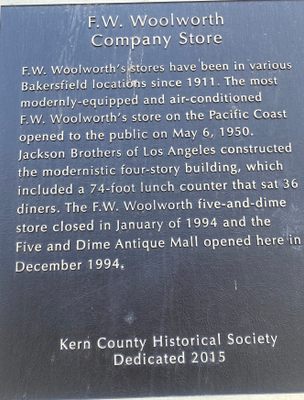 F.W. Woolworth
Company Store
F.W. Woolworth's stores have been in various
Bakersfield locations since 1911. The most
modernly-equipped and air-conditioned
F.W. Woolworth's store on the Pacific Coast
opened to the public on May 6, 1950.
Jackson Brothers of Los Angeles constructed
the modernistic four-story building, which
included a 74-foot lunch counter that sat 36
diners. The F.W. Woolworth five-and-dime
store closed in January of 1994 and the
Five and Dime Antique Mall opened here in
December 1994.
Kern County Historical Society
Dedicated 2015